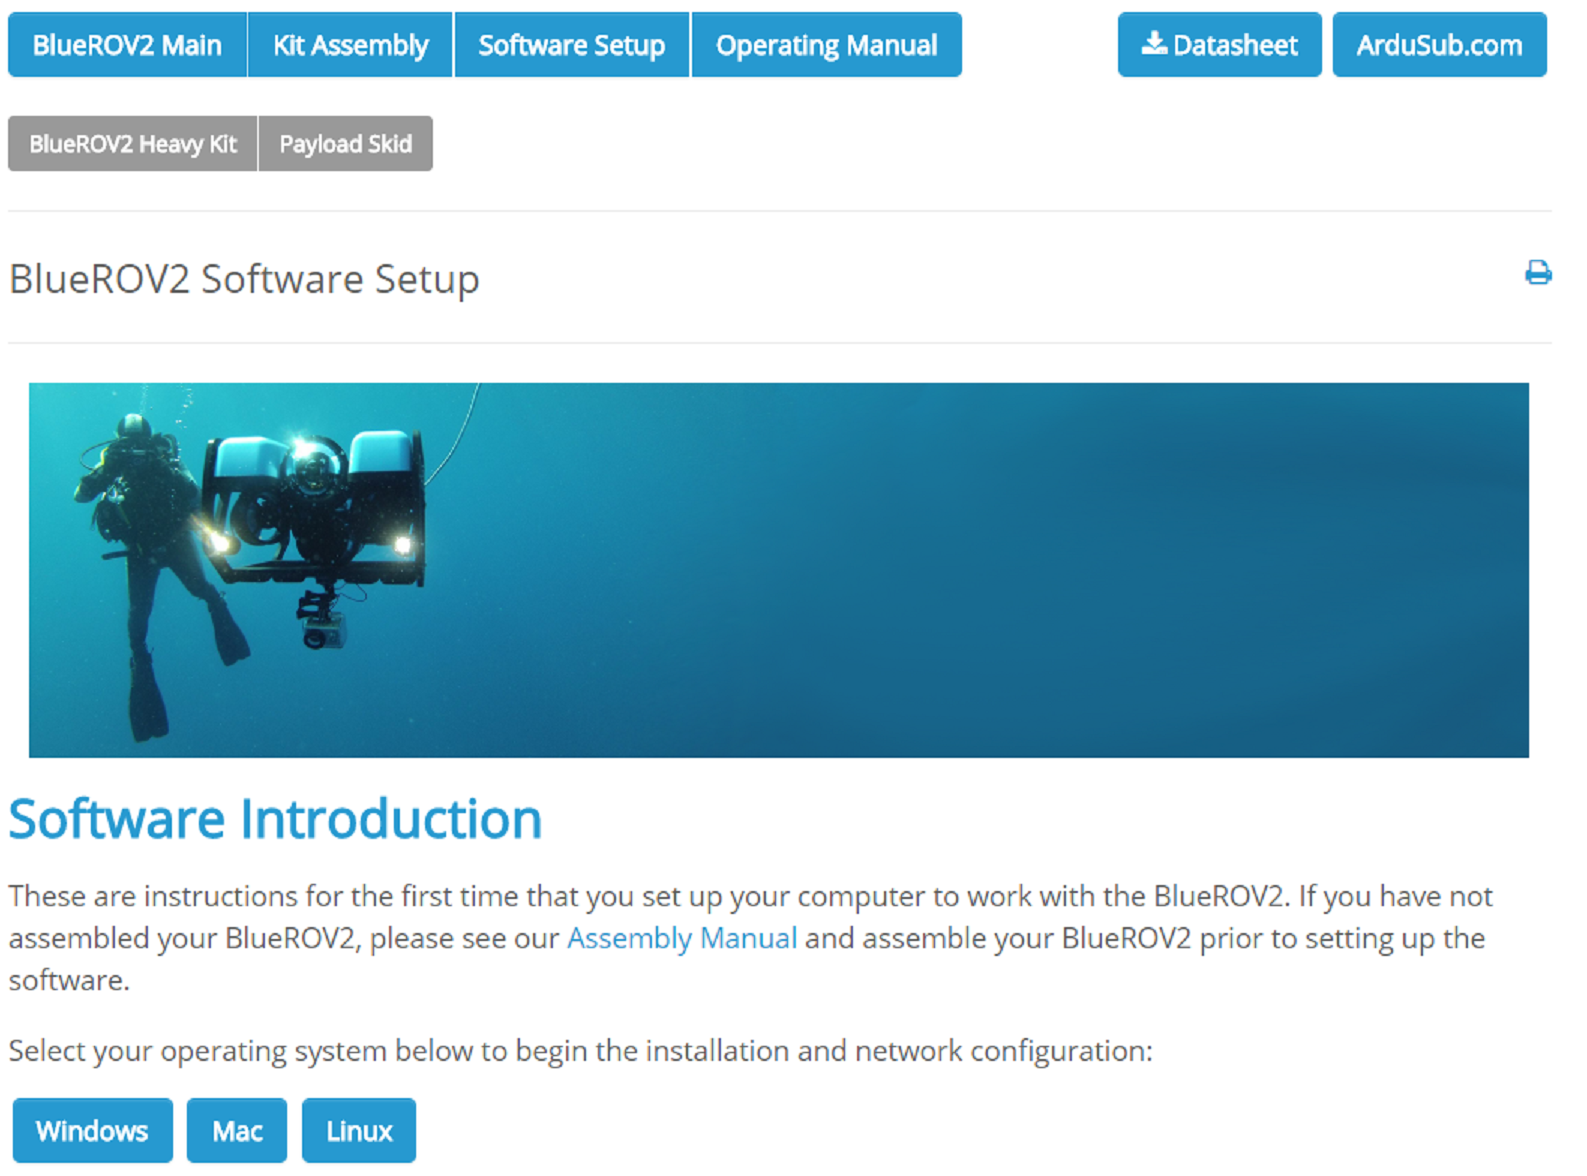 BlueROV2 Main Kit Assembly Software Setup Operating Manual Datasheet ArduSub.com
BlueROV2 Heavy Kit Payload Skid
BlueROV2 Software Setup
Software Introduction
These are instructions for the first time that you set up your computer to work with the BlueROV2. If you have not
assembled your BlueROV2, please see our Assembly Manual and assemble your BlueROV2 prior to setting up the
software.
Select your operating system below to begin the installation and network configuration:
Windows Mac Linux